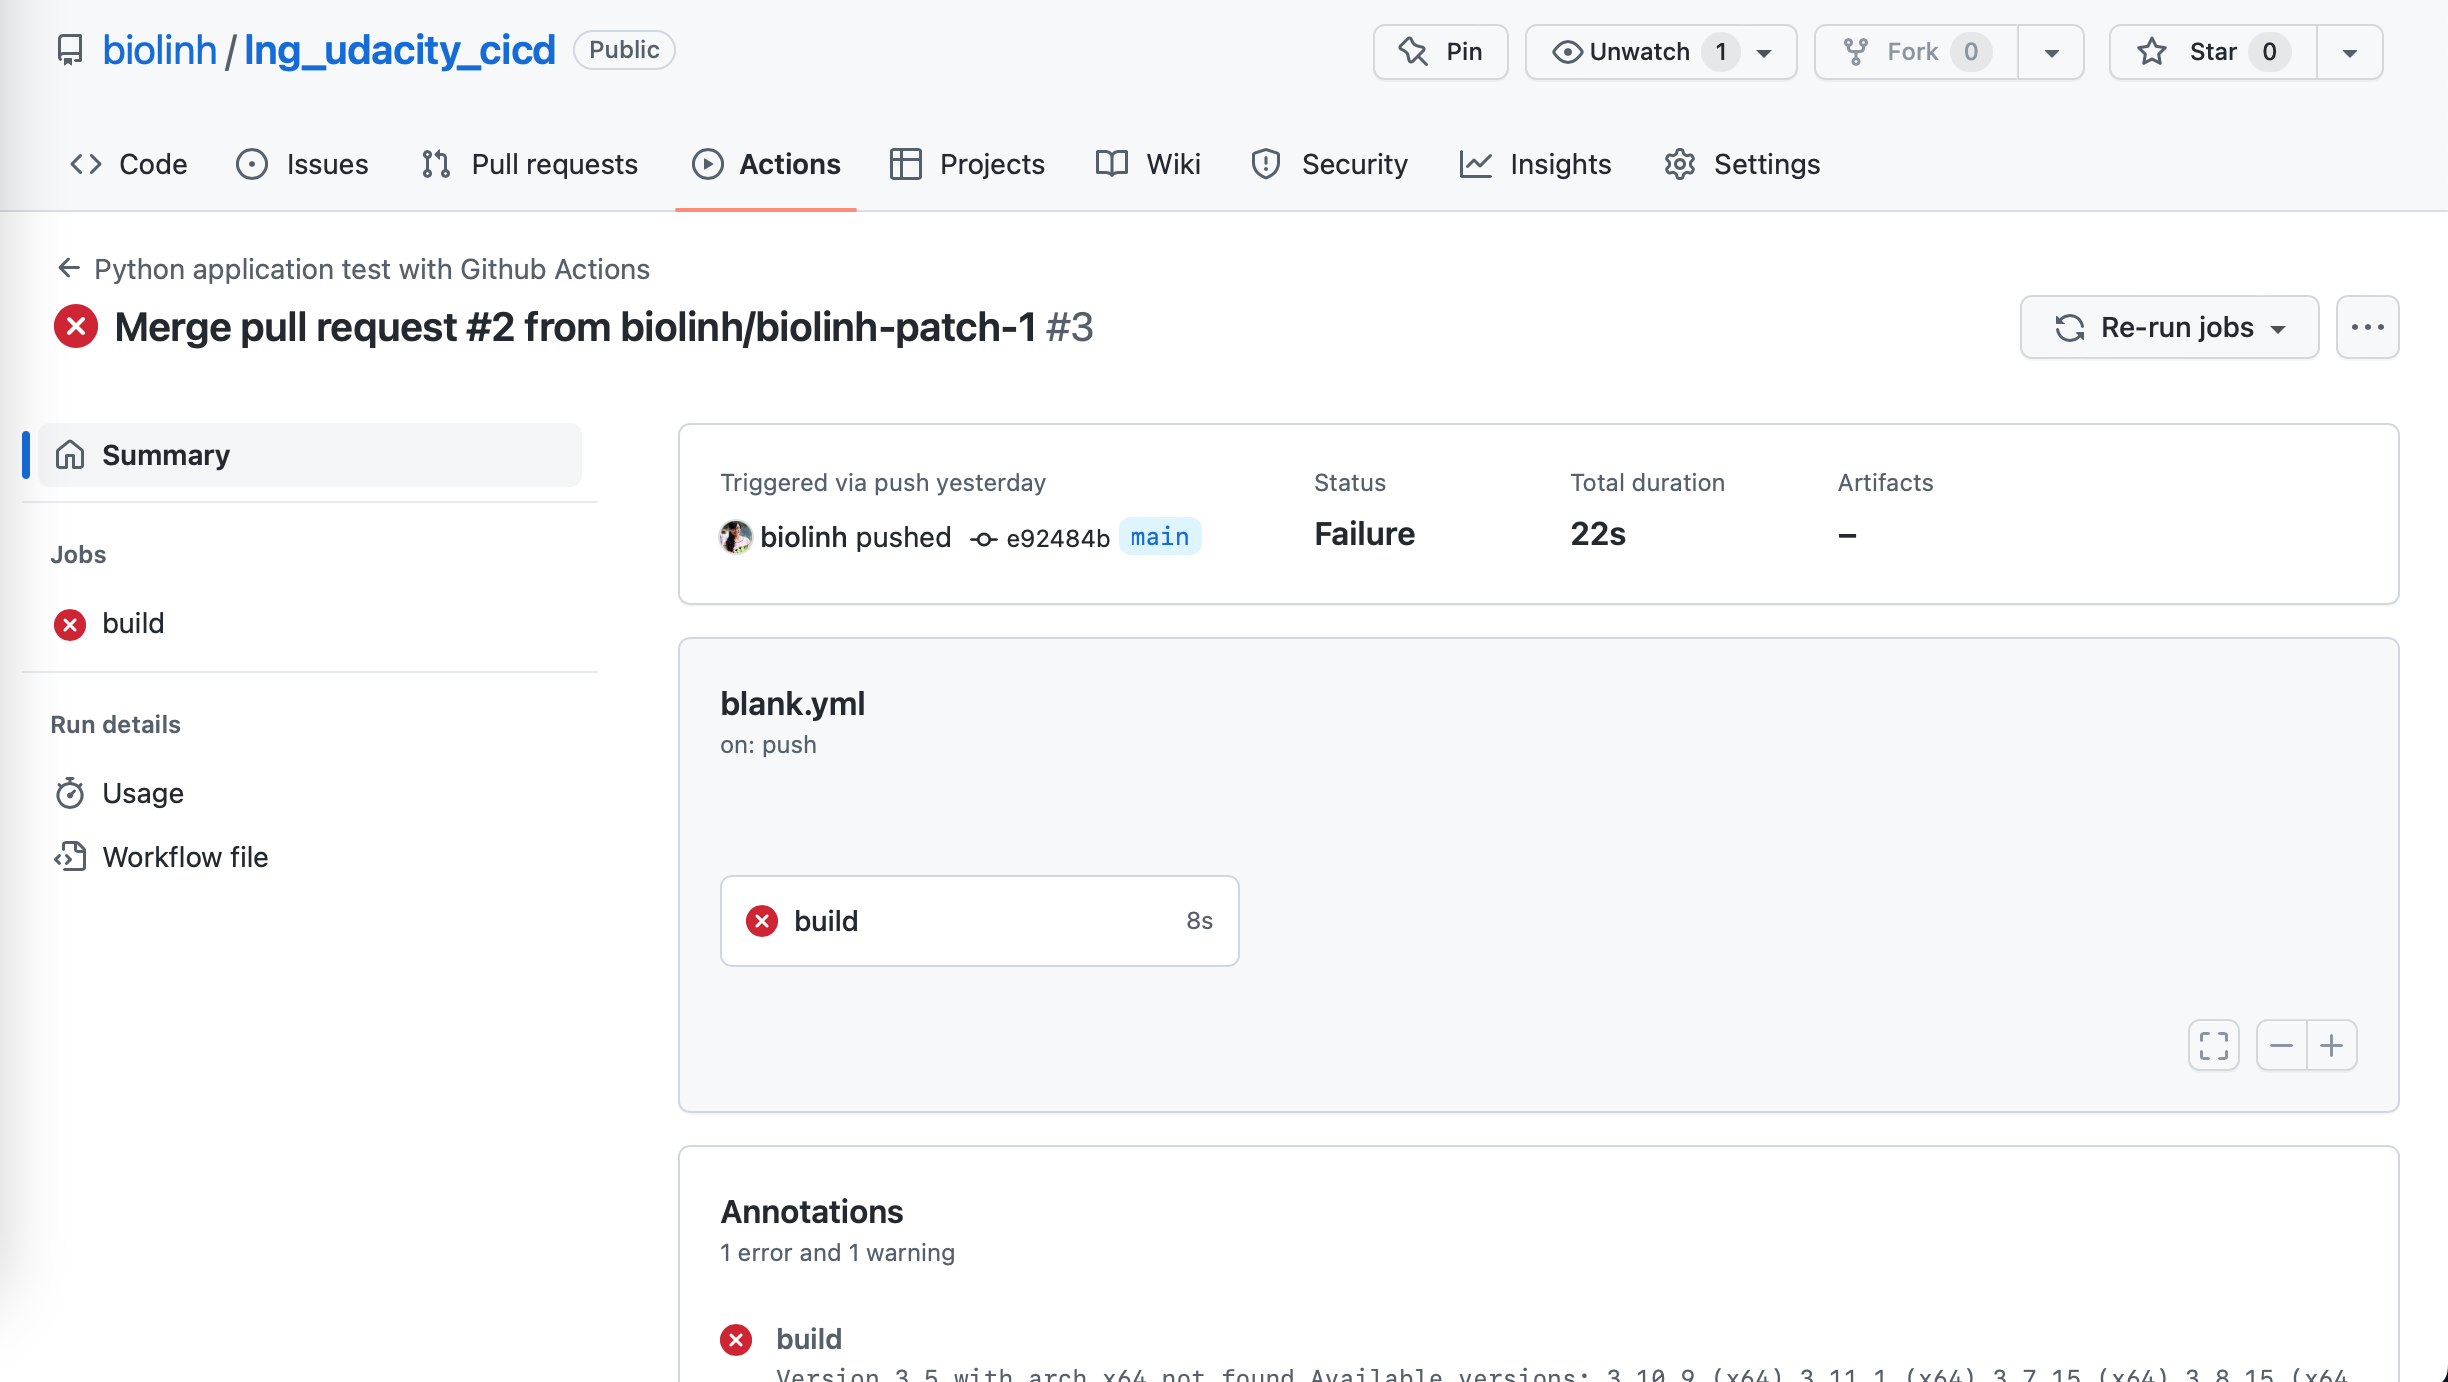 biolinh / lng_udacity_cicd Public
Pin
Unwatch 1
Fork 0
Star 0
Code
Issues
Pull requests
Actions
Projects
Wiki
Security
Insights
Settings
← Python application test with Github Actions
Merge pull request #2 from biolinh/biolinh-patch-1 #3
Re-run jobs
Summary
Jobs
build
Run details
Usage
Workflow file
Triggered via push yesterday
biolinh pushed e92484b main
Status
Failure
Total duration
22s
Artifacts
–
blank.yml
on: push
build 8s
Annotations
1 error and 1 warning
build
Version 3.5 with arch x64 not found Available versions: 3.10.9 (x64) 3.11.1 (x64) 3.7.15 (x64) 3.8.15 (x64